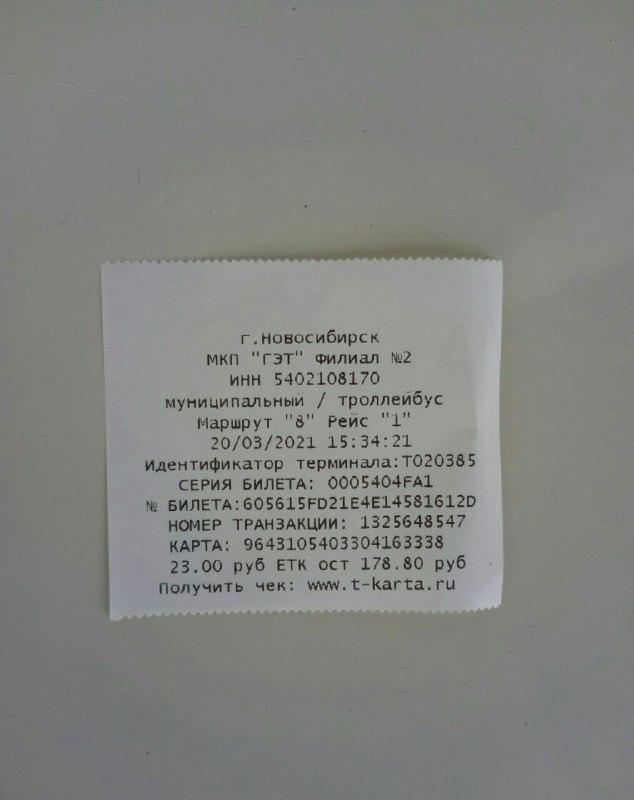 г.Новосибирск
МКП "ГЭТ" Филиал №2
ИНН 5402108170
муниципальный / троллейбус
Маршрут "8" Рейс "1"
20/03/2021 15:34:21
Идентификатор терминала:T020385
СЕРИЯ БИЛЕТА: 0005404FA1
№ БИЛЕТА:605615FD21E4E14581612D
НОМЕР ТРАНЗАКЦИИ: 1325648547
КАРТА: 9643105403304163338
23.00 руб ЕТК ост 178.80 руб
Получить чек: www.t-karta.ru